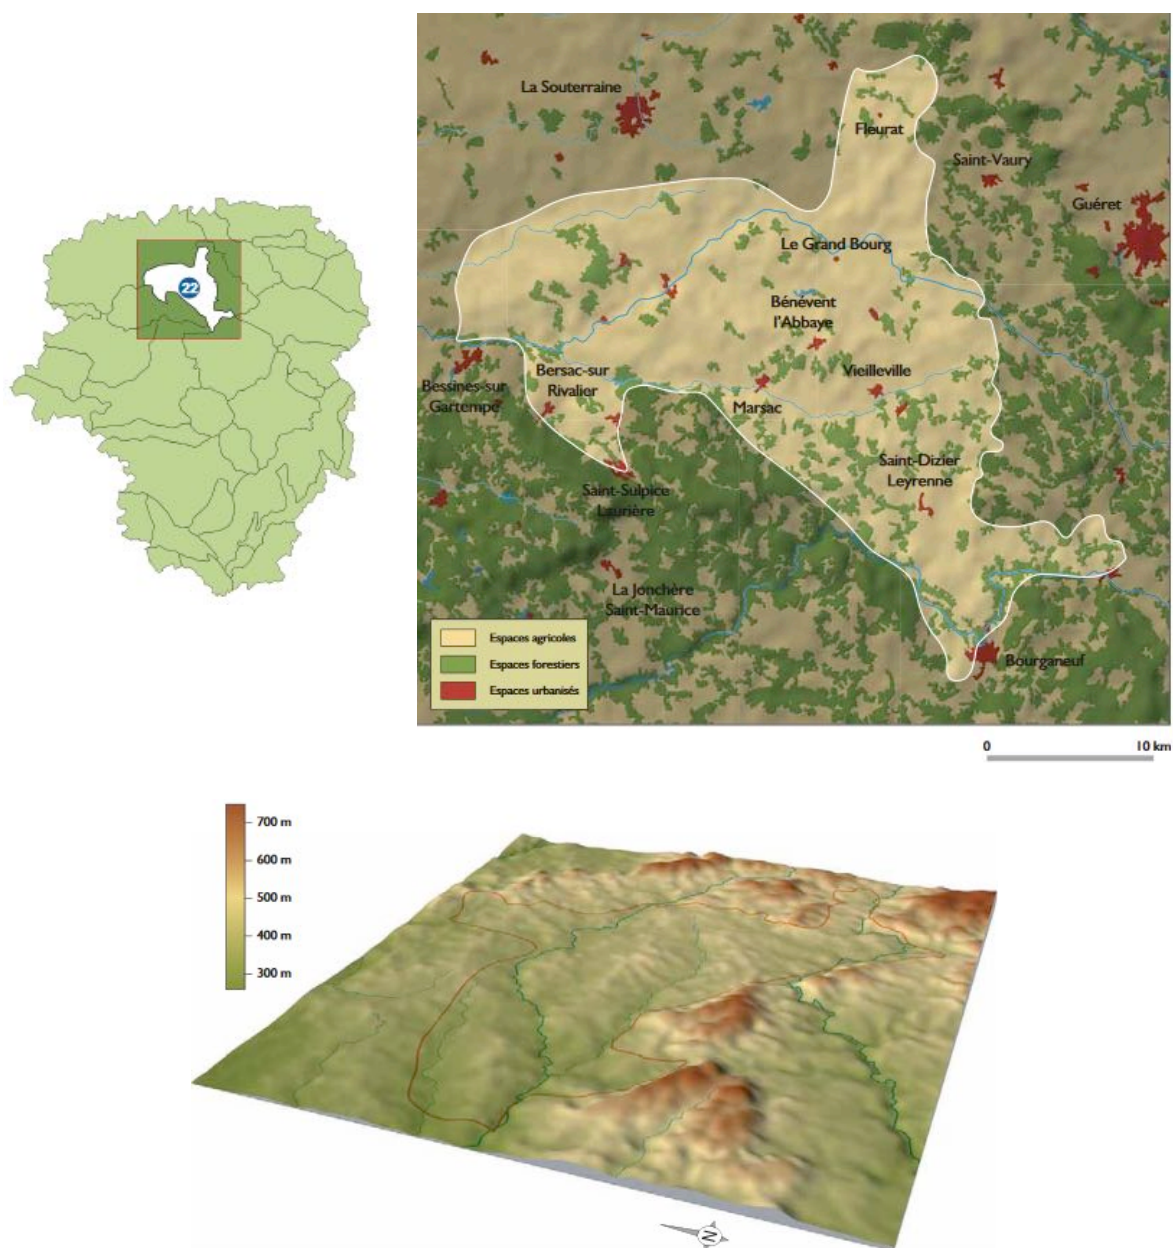 22
La Souterraine
Fleurat
Saint-Vaury
Guéret
Le Grand Bourg
Bénévent
l'Abbaye
Bessines-sur
Gartempe
Bersac-sur
Rivalier
Vieilleville
Marsac
Saint-Dizier
Leyrenne
Saint-Sulpice
Laurière
La Jonchère
Saint-Maurice
Bourganeuf
Espaces agricoles
Espaces forestiers
Espaces urbanisés
0 10 km
700 m
600 m
500 m
400 m
300 m
N